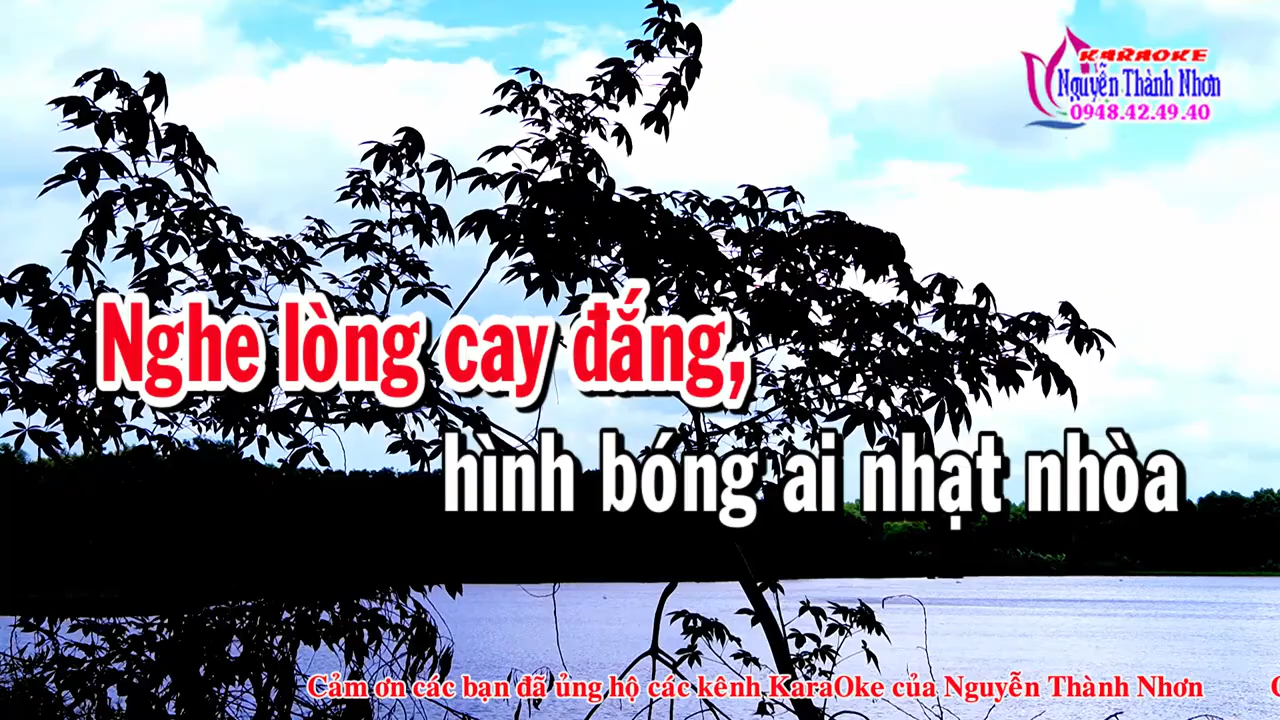 KARAOKE
Nguyễn Thành Nhơn
0948.42.49.40
Nghe lòng cay đắng,
hình bóng ai nhạt nhòa
Cảm ơn các bạn đã ủng hộ các kênh KaraOke của Nguyễn Thành Nhơn